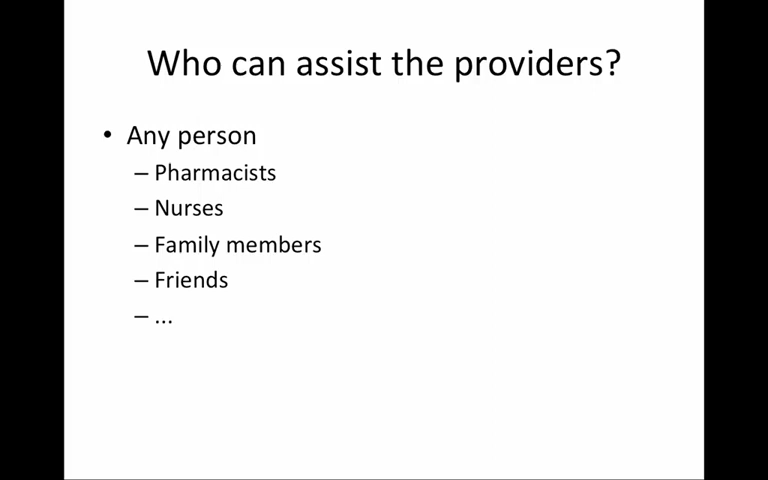 Who can assist the providers?
• Any person
– Pharmacists
– Nurses
– Family members
– Friends
– ...